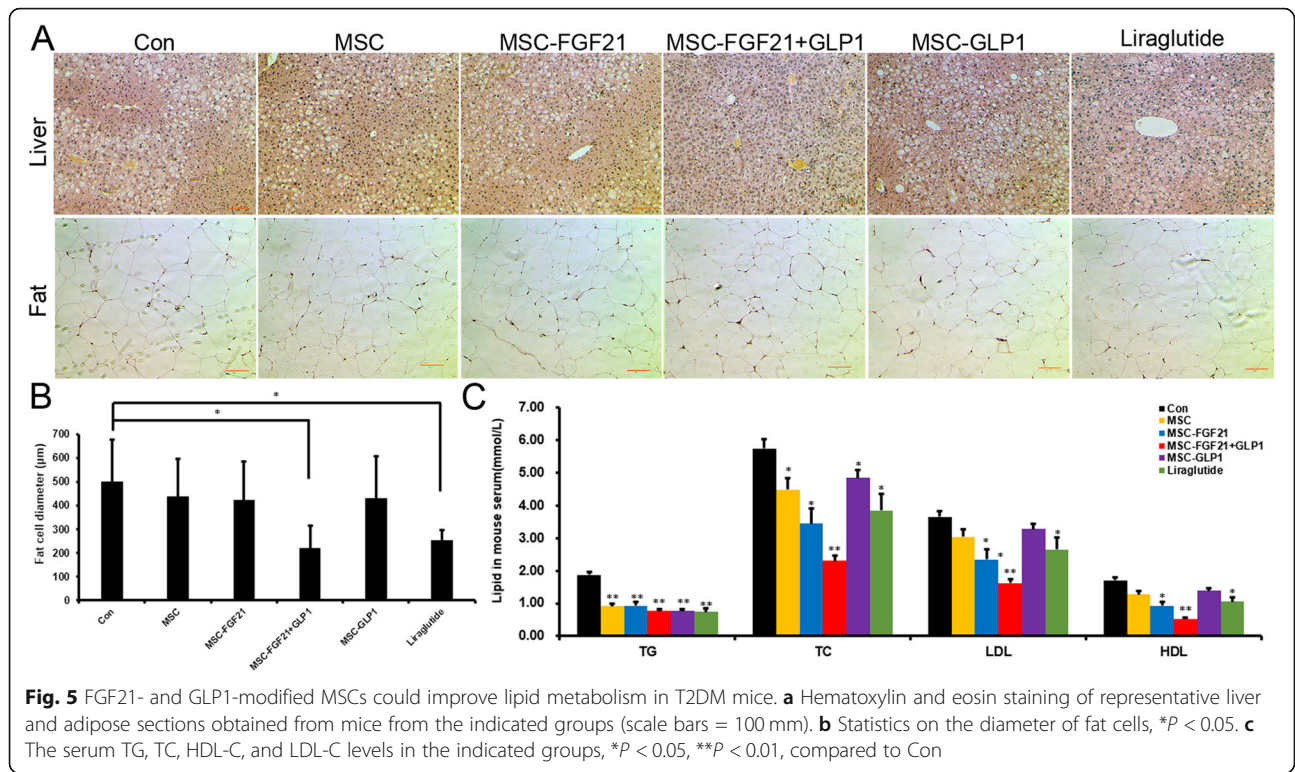 A
Con MSC MSC-FGF21 MSC-FGF21+GLP1 MSC-GLP1 Liraglutide
Liver
Fat
B
* 
*
Fat cell diameter (μm)
700
600
500
400
300
200
100
0
Con MSC MSC-FGF21 MSC-FGF21+GLP1 MSC-GLP1 Liraglutide
C
Lipid in mouse serum(mmol/L)
7.00
6.00
5.00
4.00
3.00
2.00
1.00
0.00
Con
MSC
MSC-FGF21
MSC-FGF21+GLP1
MSC-GLP1
Liraglutide
** ** ** ** **
* * ** * *
* * ** *
* ** *
TG TC LDL HDL
Fig. 5 FGF21- and GLP1-modified MSCs could improve lipid metabolism in T2DM mice. a Hematoxylin and eosin staining of representative liver
and adipose sections obtained from mice from the indicated groups (scale bars = 100 mm). b Statistics on the diameter of fat cells, *P < 0.05. c
The serum TG, TC, HDL-C, and LDL-C levels in the indicated groups, *P < 0.05, **P < 0.01, compared to Con